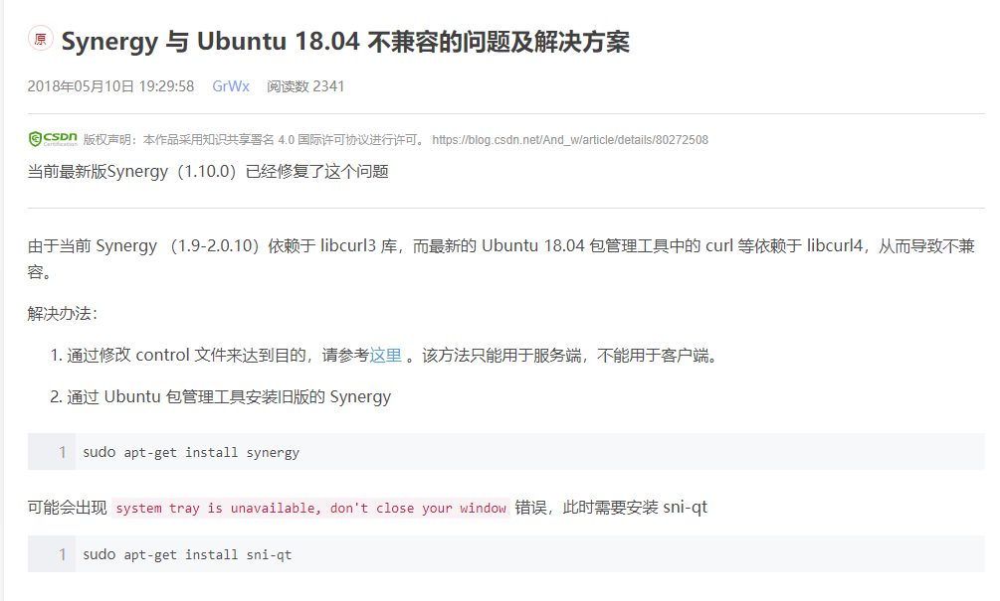 原 Synergy 与 Ubuntu 18.04 不兼容的问题及解决方案
2018年05月10日 19:29:58 GrWx 阅读数 2341
CSDN Certification 版权声明：本作品采用知识共享署名 4.0 国际许可协议进行许可。 https://blog.csdn.net/And_w/article/details/80272508
当前最新版Synergy（1.10.0）已经修复了这个问题
由于当前 Synergy （1.9-2.0.10）依赖于 libcurl3 库，而最新的 Ubuntu 18.04 包管理工具中的 curl 等依赖于 libcurl4，从而导致不兼
容。
解决办法：
1. 通过修改 control 文件来达到目的，请参考这里 。该方法只能用于服务端，不能用于客户端。
2. 通过 Ubuntu 包管理工具安装旧版的 Synergy
1 sudo apt-get install synergy
可能会出现 system tray is unavailable, don't close your window 错误，此时需要安装 sni-qt
1 sudo apt-get install sni-qt